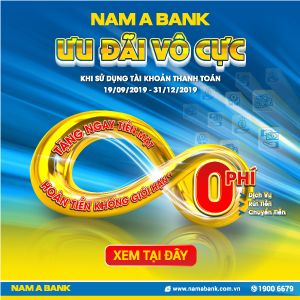 NAM A BANK
ƯU ĐÃI VÔ CỰC
KHI SỬ DỤNG TÀI KHOẢN THANH TOÁN
19/09/2019 - 31/12/2019
TẶNG NGAY TIỀN MẶT
HOÀN TIỀN KHÔNG GIỚI HẠN
0 PHÍ
Dịch Vụ
Rút Tiền
Chuyển Tiền
XEM TẠI ĐÂY
NAM A BANK
www.namabank.com.vn
1900 6679